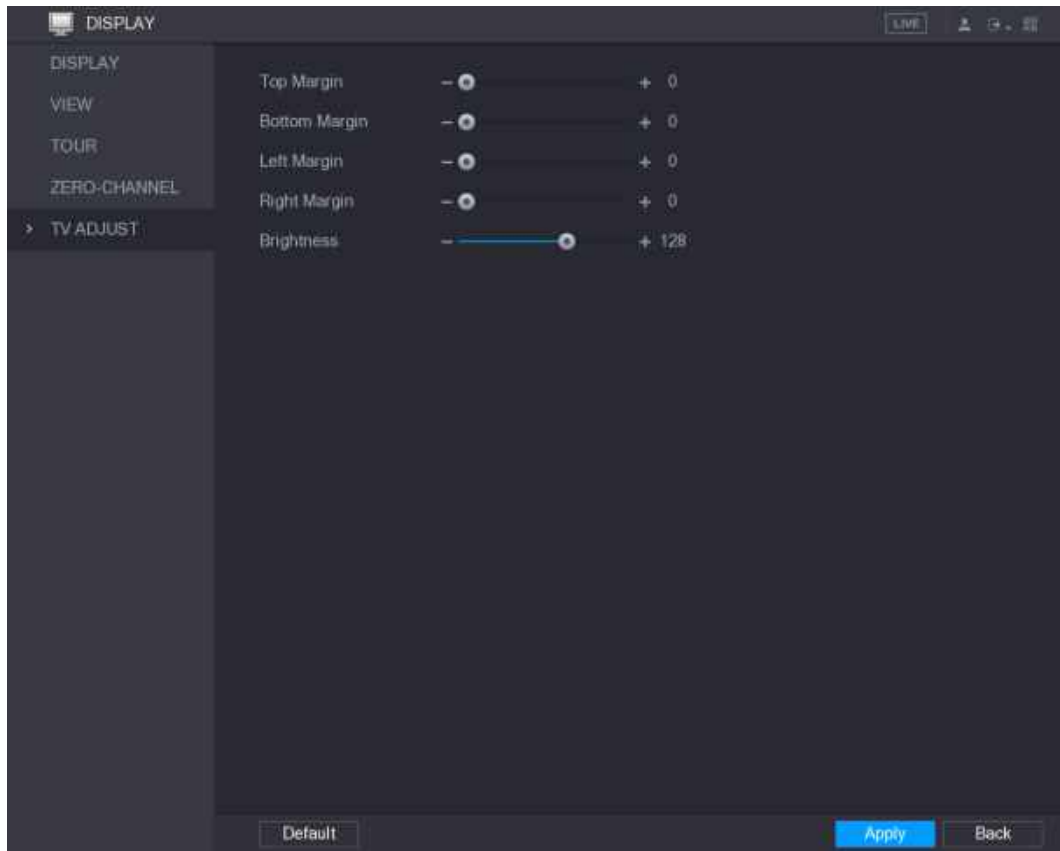 DISPLAY
LIVE
DISPLAY
VIEW
TOUR
ZERO-CHANNEL
> TV ADJUST
Top Margin - + 0
Bottom Margin - + 0
Left Margin - + 0
Right Margin - + 0
Brightness - + 128
Default Apply Back